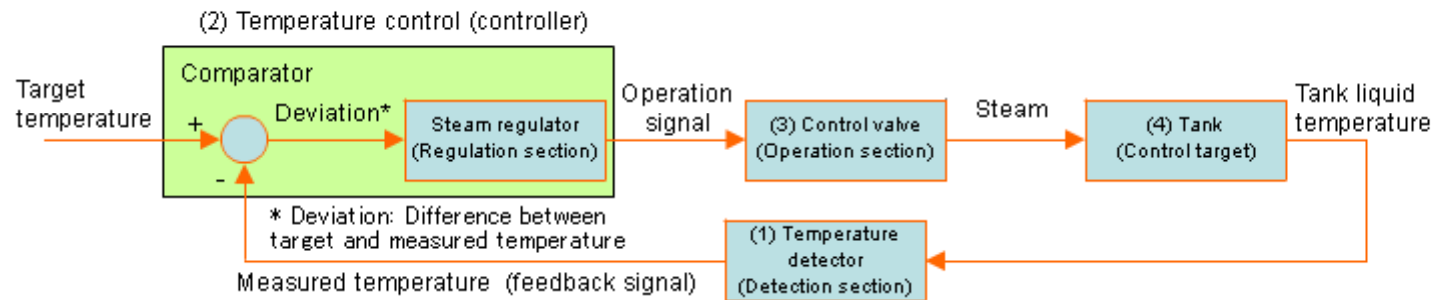 (2) Temperature control (controller)
Comparator
Target
temperature
+
-
Deviation*
Steam regulator
(Regulation section)
Operation
signal
(3) Control valve
(Operation section)
Steam
(4) Tank
(Control target)
Tank liquid
temperature
* Deviation: Difference between
target and measured temperature
(1) Temperature
detector
(Detection section)
Measured temperature (feedback signal)